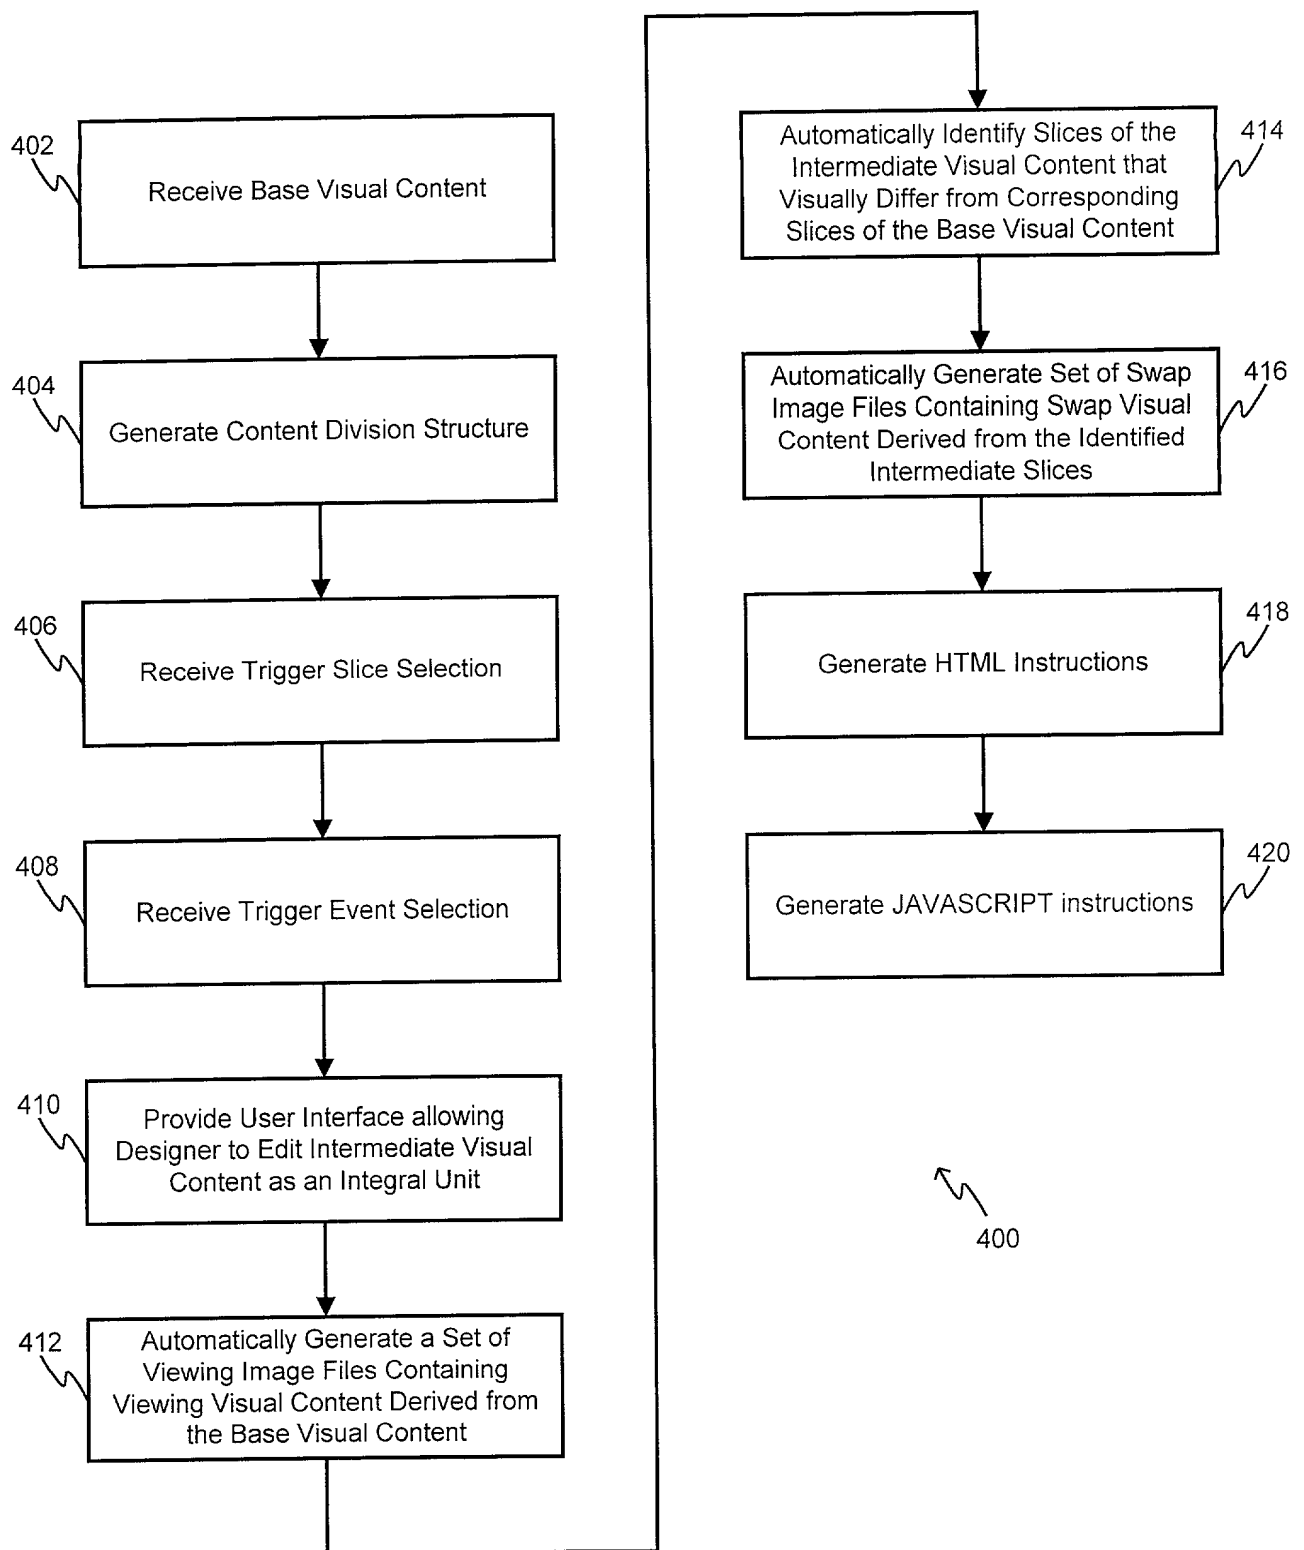 402
Receive Base Visual Content
404
Generate Content Division Structure
406
Receive Trigger Slice Selection
408
Receive Trigger Event Selection
410
Provide User Interface allowing
Designer to Edit Intermediate Visual
Content as an Integral Unit
412
Automatically Generate a Set of
Viewing Image Files Containing
Viewing Visual Content Derived from
the Base Visual Content
Automatically Identify Slices of the
Intermediate Visual Content that
Visually Differ from Corresponding
Slices of the Base Visual Content
414
Automatically Generate Set of Swap
Image Files Containing Swap Visual
Content Derived from the Identified
Intermediate Slices
416
Generate HTML Instructions
418
Generate JAVASCRIPT instructions
420
400